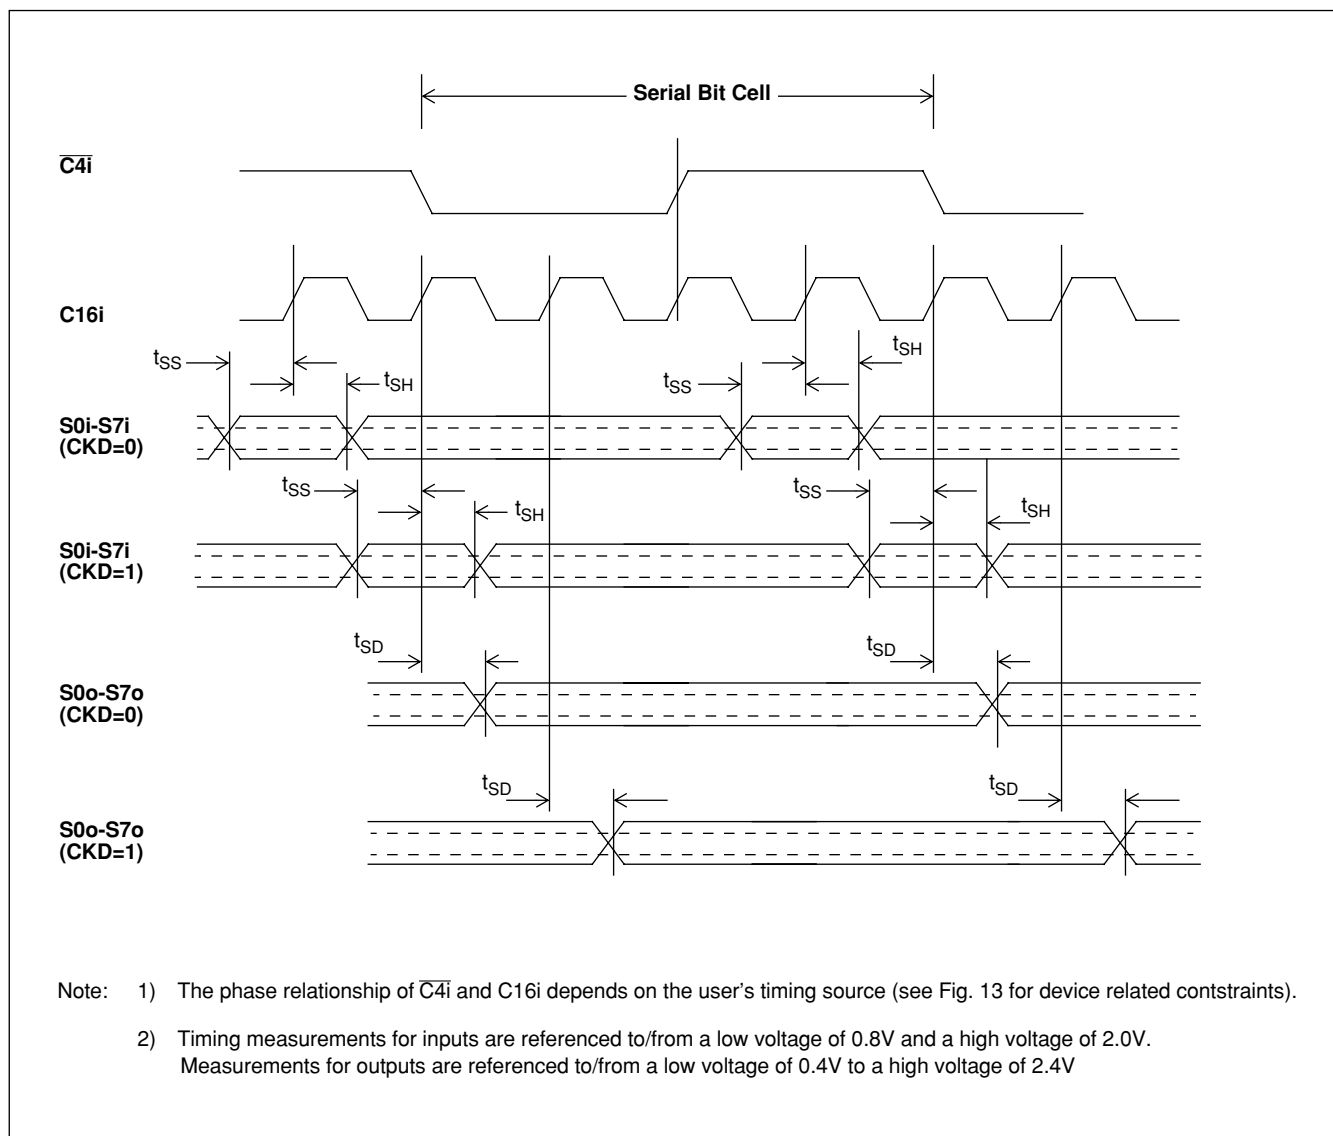 Serial Bit Cell
C4i
C16i
tSS
tSH
tSS
tSH
S0i-S7i
(CKD=0)
tSS
tSH
tSS
tSH
S0i-S7i
(CKD=1)
tSD
tSD
S0o-S7o
(CKD=0)
tSD
tSD
S0o-S7o
(CKD=1)
Note: 1) The phase relationship of C4i and C16i depends on the user's timing source (see Fig. 13 for device related contstraints).
2) Timing measurements for inputs are referenced to/from a low voltage of 0.8V and a high voltage of 2.0V.
Measurements for outputs are referenced to/from a low voltage of 0.4V to a high voltage of 2.4V